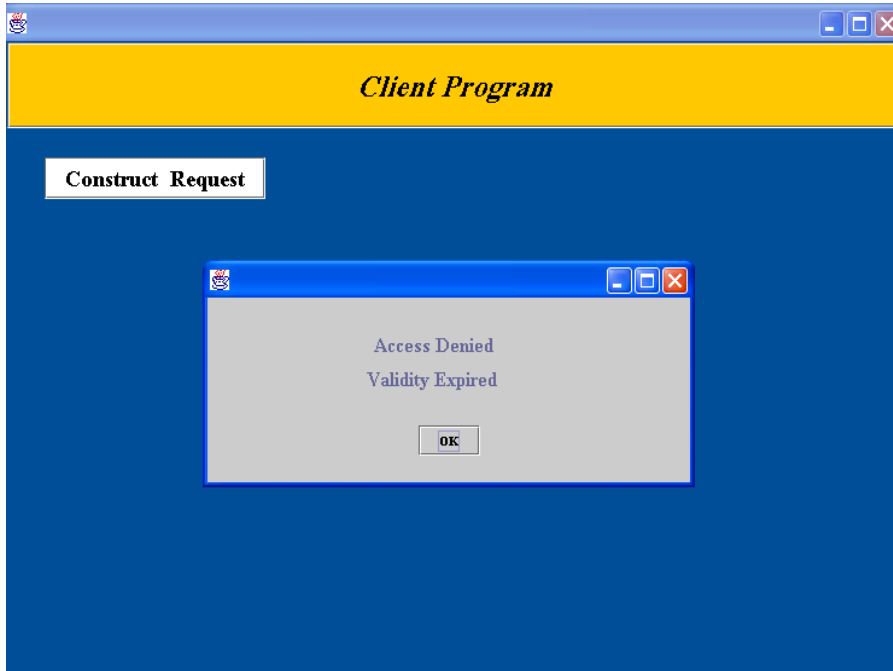 Client Program
Construct Request
Access Denied
Validity Expired
OK